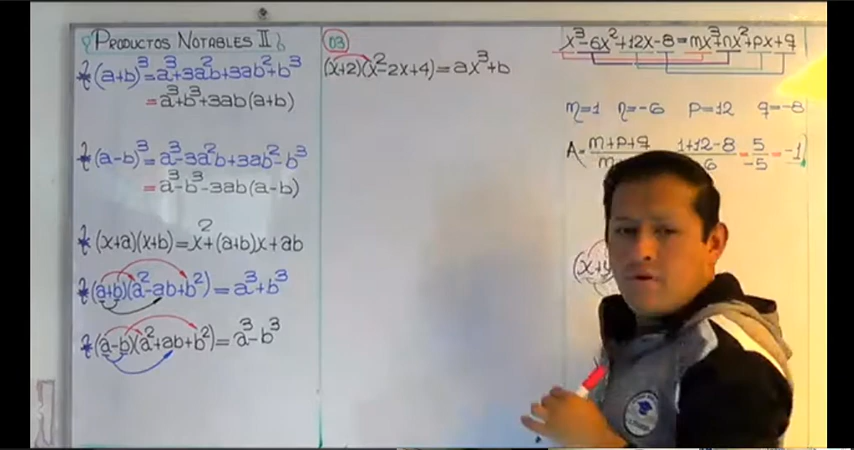 PRODUCTOS NOTABLES II
* (a+b)³=a³+3a²b+3ab²+b³
=a³+b³+3ab(a+b)
* (a-b)³=a³-3a²b+3ab²-b³
=a³-b³-3ab(a-b)
* (x+a)(x+b)=x²+(a+b)x+ab
* (a+b)(a²-ab+b²)=a³+b³
* (a-b)(a²+ab+b²)=a³-b³
03
(x+2)(x²-2x+4)=ax³+b
x³-6x²+12x-8=mx³+nx²+px+q
m=1 n=-6 p=12 q=-8
A= m+p+q 1+12-8 = 5/-5 = -1
(x+y